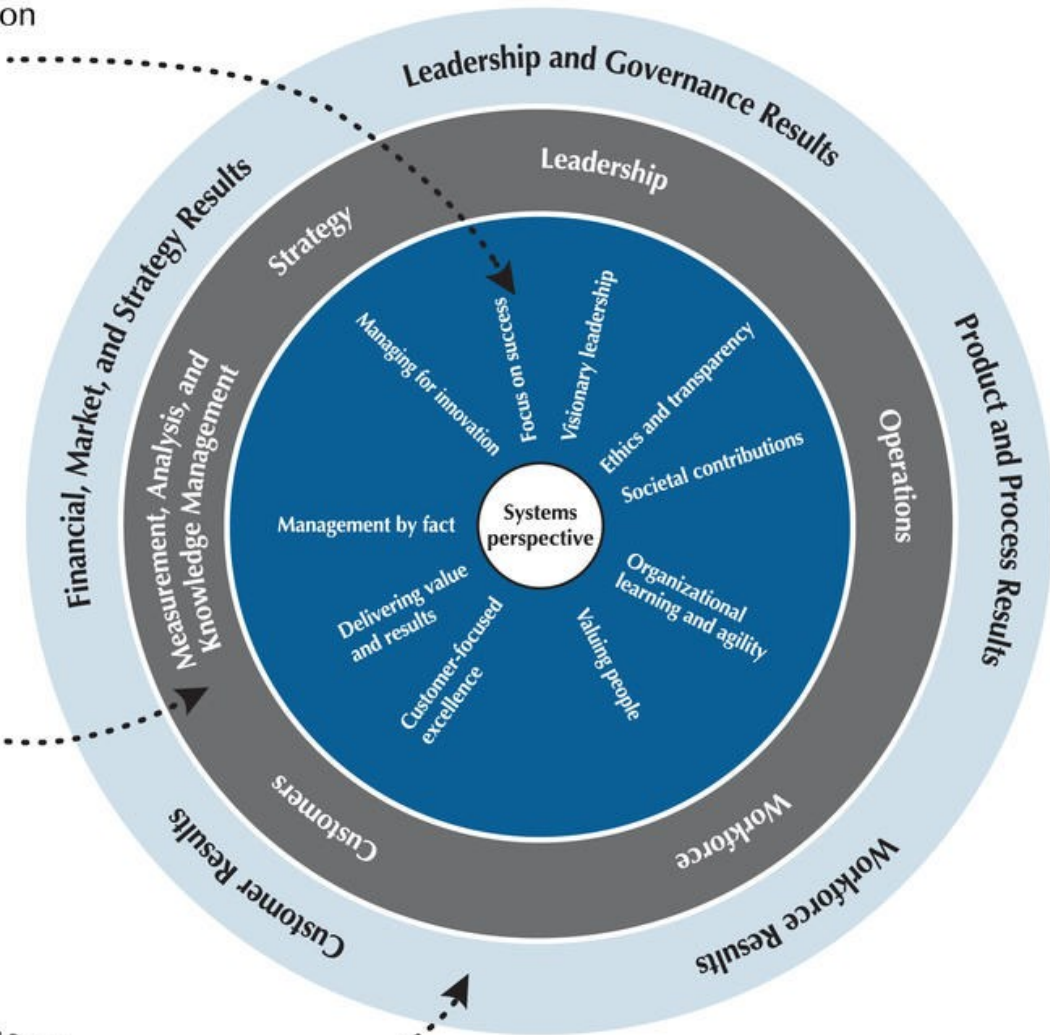 on
Leadership and Governance Results
Product and Process Results
Workforce Results
Customer Results
Financial, Market, and Strategy Results
Leadership
Operations
Workforce
Customers
Measurement, Analysis, and
Knowledge Management
Strategy
Focus on success
Visionary leadership
Ethics and transparency
Societal contributions
Organizational
learning and agility
Valuing people
Customer-focused
excellence
Delivering value
and results
Management by fact
Managing for innovation
Systems
perspective